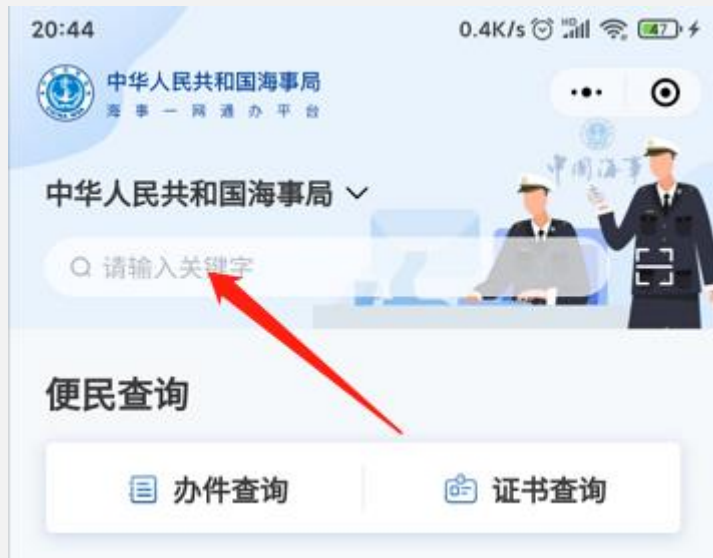 20:44
0.4K/s HD 47
中华人民共和国海事局
海事一网通办平台
中国海事
中华人民共和国海事局
请输入关键字
便民查询
办件查询
证书查询